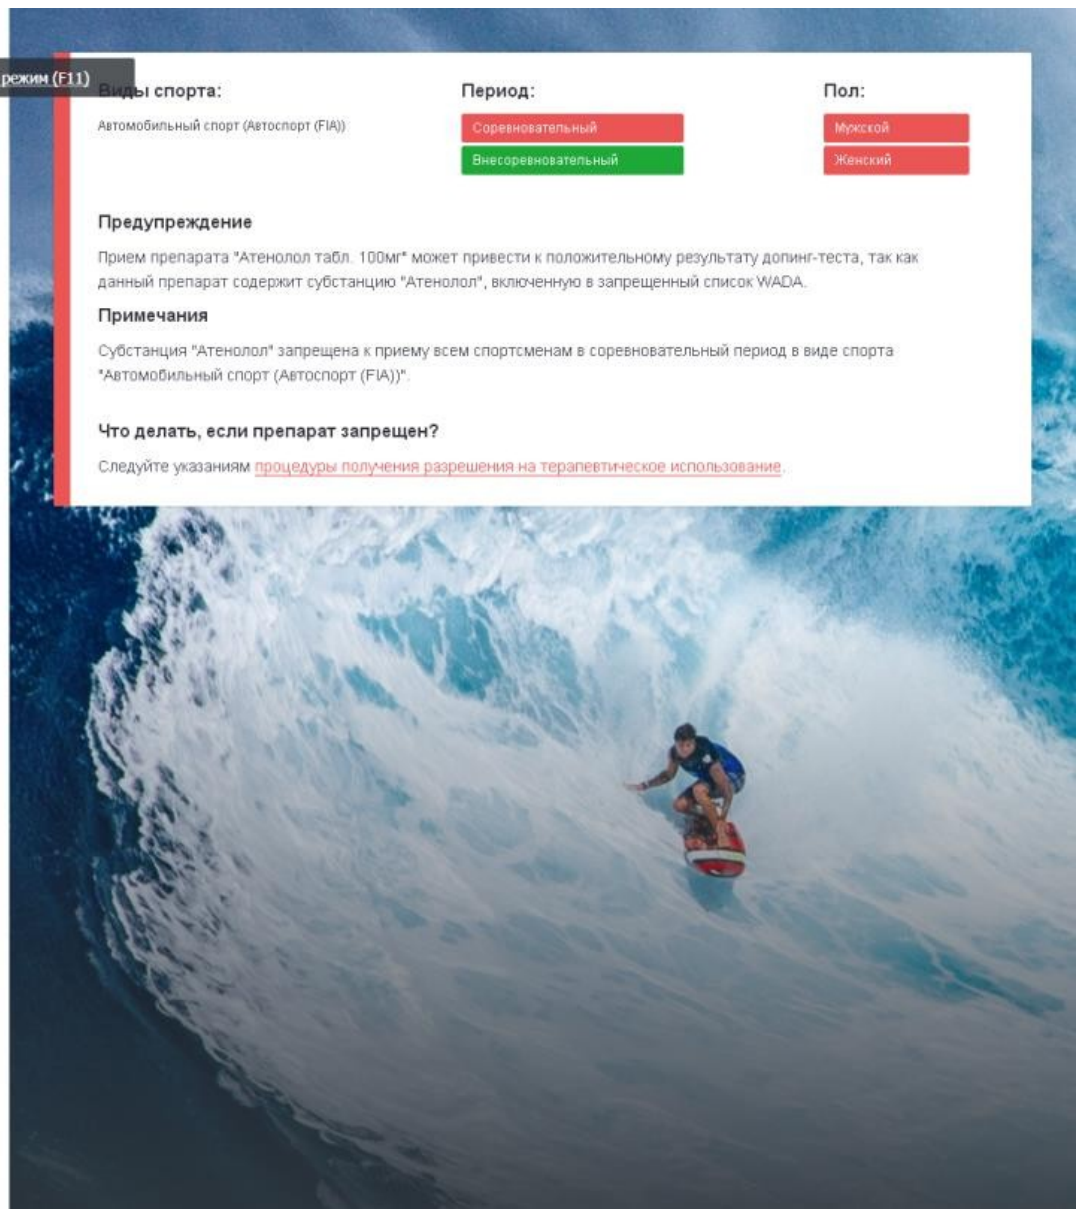 режим (F11)
Виды спорта:
Период:
Пол:
Автомобильный спорт (Автоспорт (FIA))
Соревновательный
Мужской
Внесоревновательный
Женский
Предупреждение
Прием препарата "Атенолол табл. 100мг" может привести к положительному результату допинг-теста, так как
данный препарат содержит субстанцию "Атенолол", включенную в запрещенный список WADA.
Примечания
Субстанция "Атенолол" запрещена к приему всем спортсменам в соревновательный период в виде спорта
"Автомобильный спорт (Автоспорт (FIA))".
Что делать, если препарат запрещен?
Следуйте указаниям процедуры получения разрешения на терапевтическое использование.